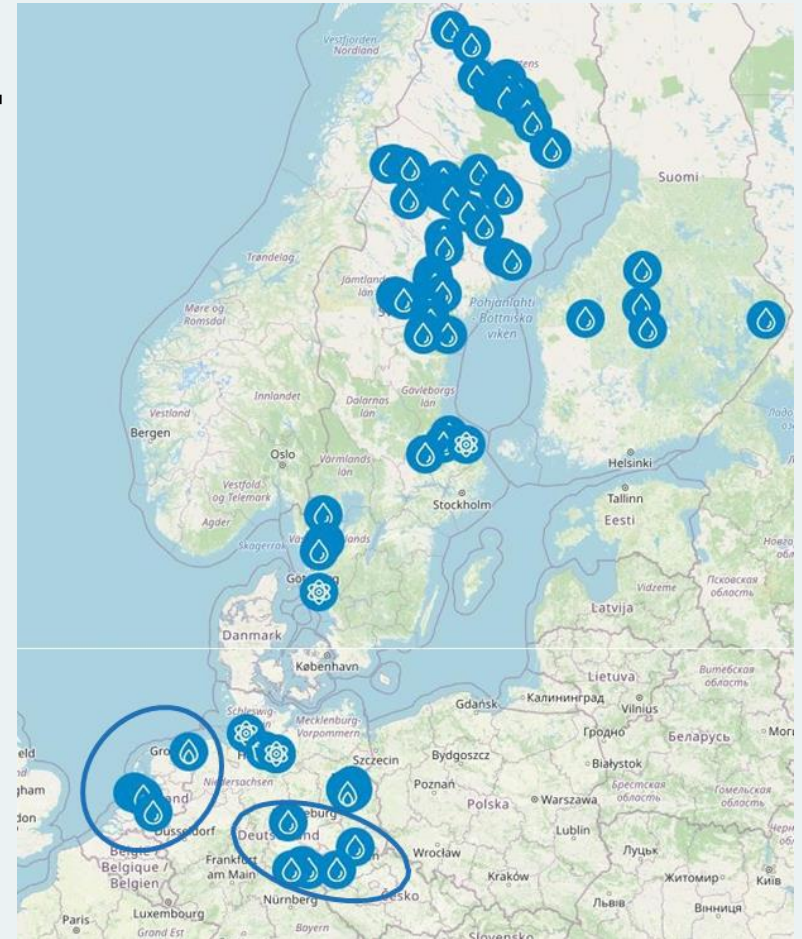 Vestfjorden
Nordland
Suomi
Trøndelag
Jämtlands
län
Pohjanlahti
- Bottniska
viken
Møre og
Romsdal
Innlandet
Dalarnas
län
Gävleborgs
län
Vestland
Bergen
Oslo
Värmlands
län
Helsinki
Vestfold
og Telemark
Stockholm
Tallinn
Eesti
Agder
Skagerrak
Vidzeme
Псковская
область
Latvija
Danmark
København
Lietuva
Витебская
область
Schleswig-
Gdańsk
Калининград
Vilnius
Mecklenburg-
Vorpommern
Гродно
Беларусь
Szczecin
Bydgoszcz
Białystok
Niedersachsen
Poznań
Polska
Warszawa
Брестская
область
Гомельская
область
Düsseldorf
Deutschland
Lublin
België /
Belgique /
Belgien
Frankfurt
am Main
Wrocław
Луцьк
Kraków
Житомир
Київ
Česko
Luxembourg
Nürnberg
Львів
Вінниця
Paris
Grand Est
Bayern
Slovensko